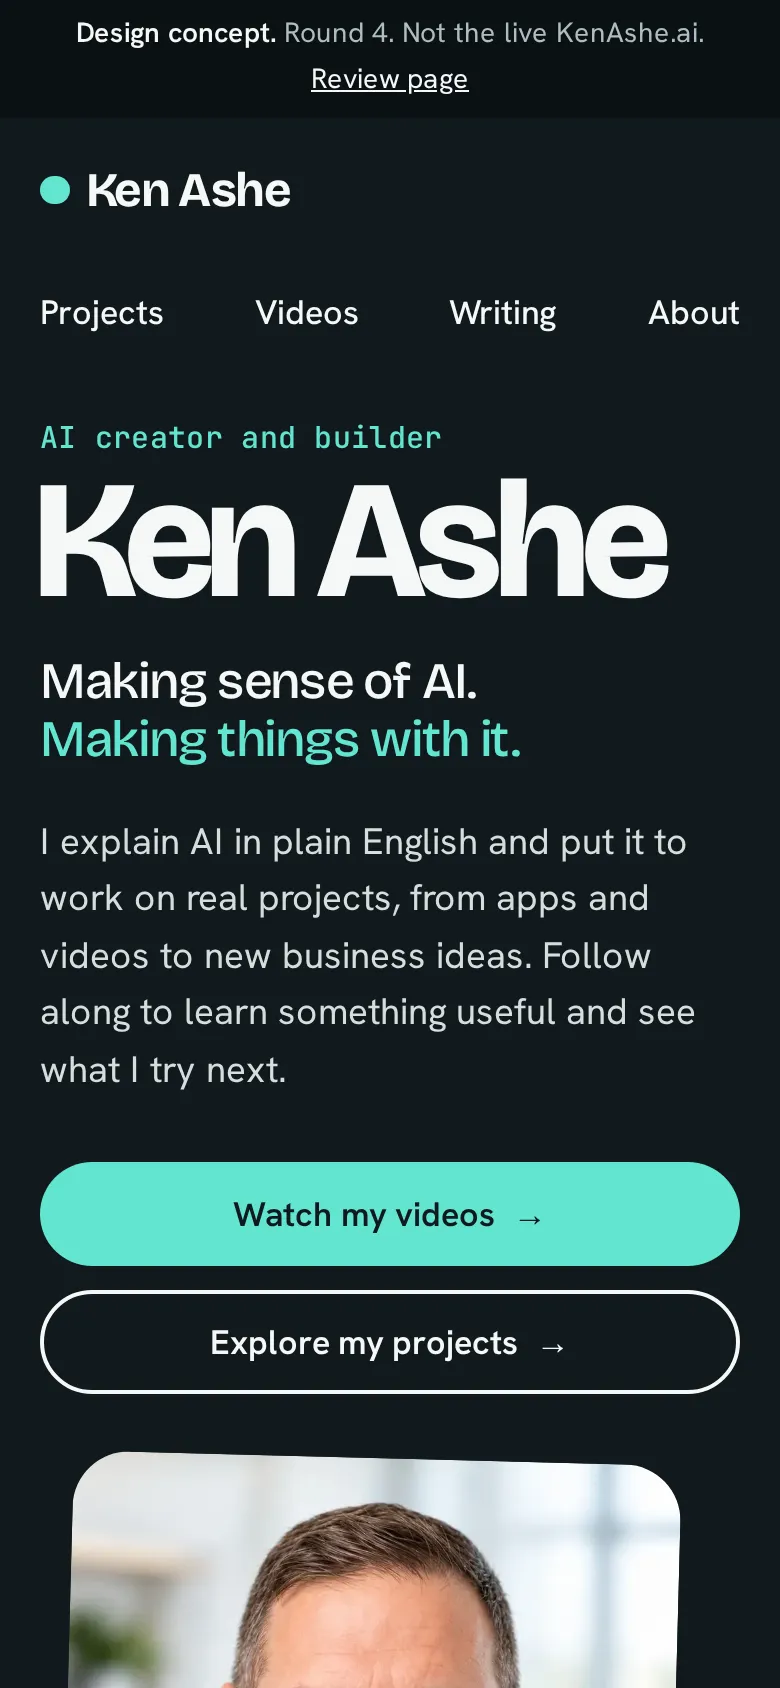 Design concept. Round 4. Not the live KenAshe.ai.
Review page
Ken Ashe
Projects Videos Writing About
AI creator and builder
Ken Ashe
Making sense of AI.
Making things with it.
I explain AI in plain English and put it to
work on real projects, from apps and
videos to new business ideas. Follow
along to learn something useful and see
what I try next.
Watch my videos →
Explore my projects →